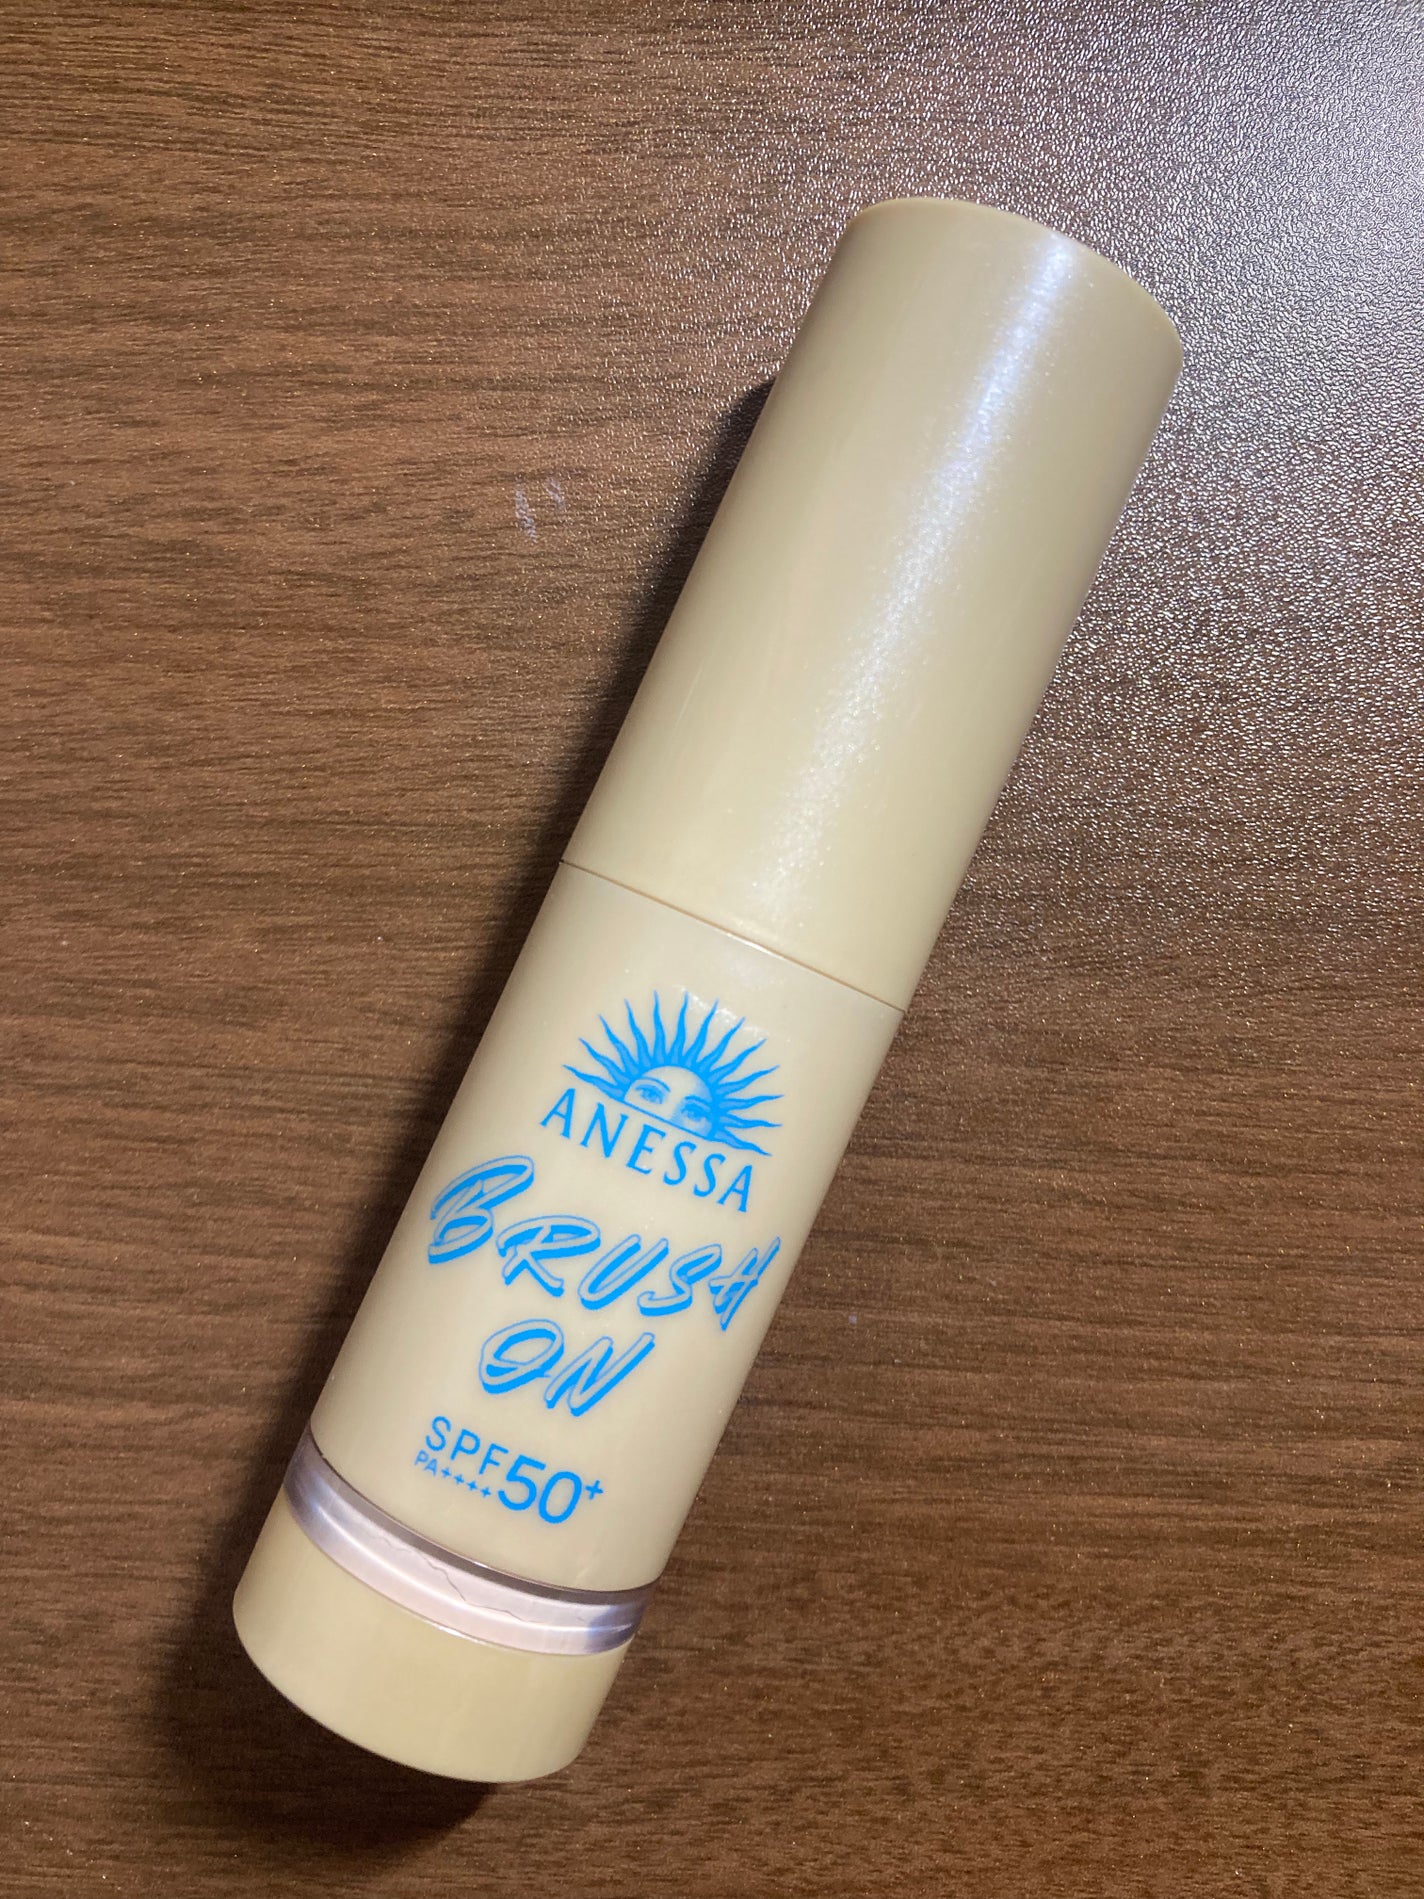 ANESSA
BRUSH
ON
SPF50+
PA++++